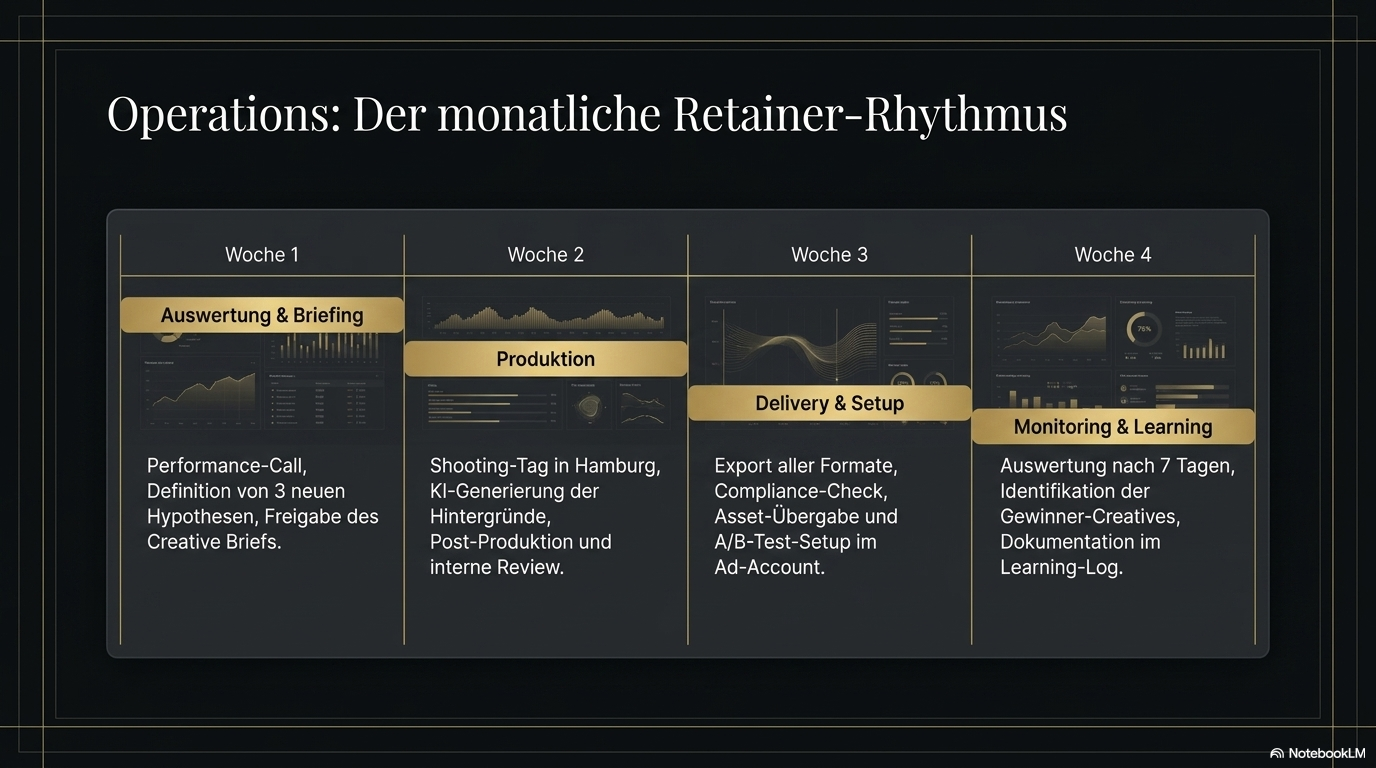 Operations: Der monatliche Retainer-Rhythmus
Woche 1
Auswertung & Briefing
Performance-Call,
Definition von 3 neuen
Hypothesen, Freigabe des
Creative Briefs.
Woche 2
Produktion
Shooting-Tag in Hamburg,
KI-Generierung der
Hintergründe,
Post-Produktion und
interne Review.
Woche 3
Delivery & Setup
Export aller Formate,
Compliance-Check,
Asset-Übergabe und
A/B-Test-Setup im
Ad-Account.
Woche 4
76%
Monitoring & Learning
Auswertung nach 7 Tagen,
Identifikation der
Gewinner-Creatives,
Dokumentation im
Learning-Log.
NotebookLM